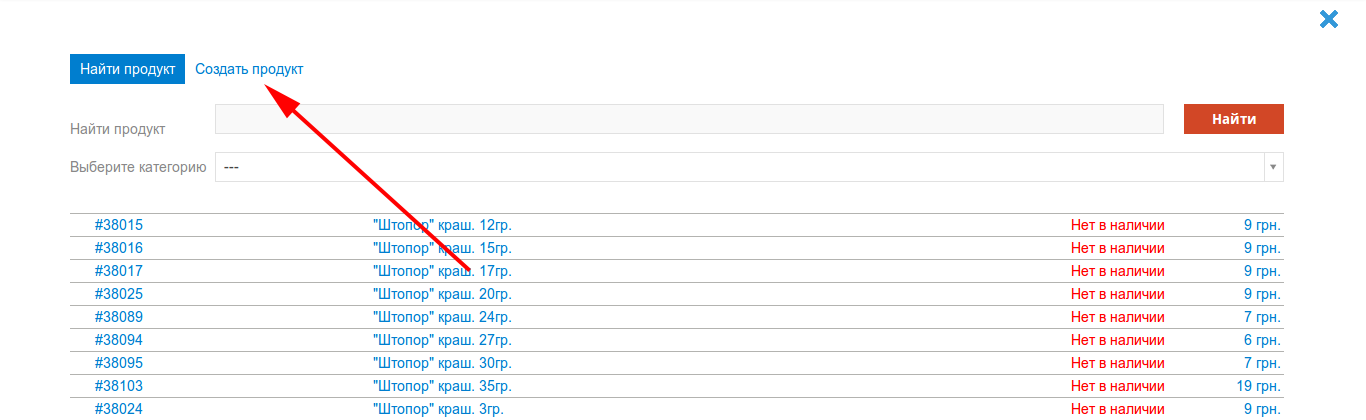 Найти продукт Создать продукт
Найти продукт Найти
Выберите категорию ---
#38015 "Штопор" краш. 12гр. Нет в наличии 9 грн.
#38016 "Штопор" краш. 15гр. Нет в наличии 9 грн.
#38017 "Штопор" краш. 17гр. Нет в наличии 9 грн.
#38025 "Штопор" краш. 20гр. Нет в наличии 9 грн.
#38089 "Штопор" краш. 24гр. Нет в наличии 7 грн.
#38094 "Штопор" краш. 27гр. Нет в наличии 6 грн.
#38095 "Штопор" краш. 30гр. Нет в наличии 7 грн.
#38103 "Штопор" краш. 35гр. Нет в наличии 19 грн.
#38024 "Штопор" краш. 3гр. Нет в наличии 9 грн.